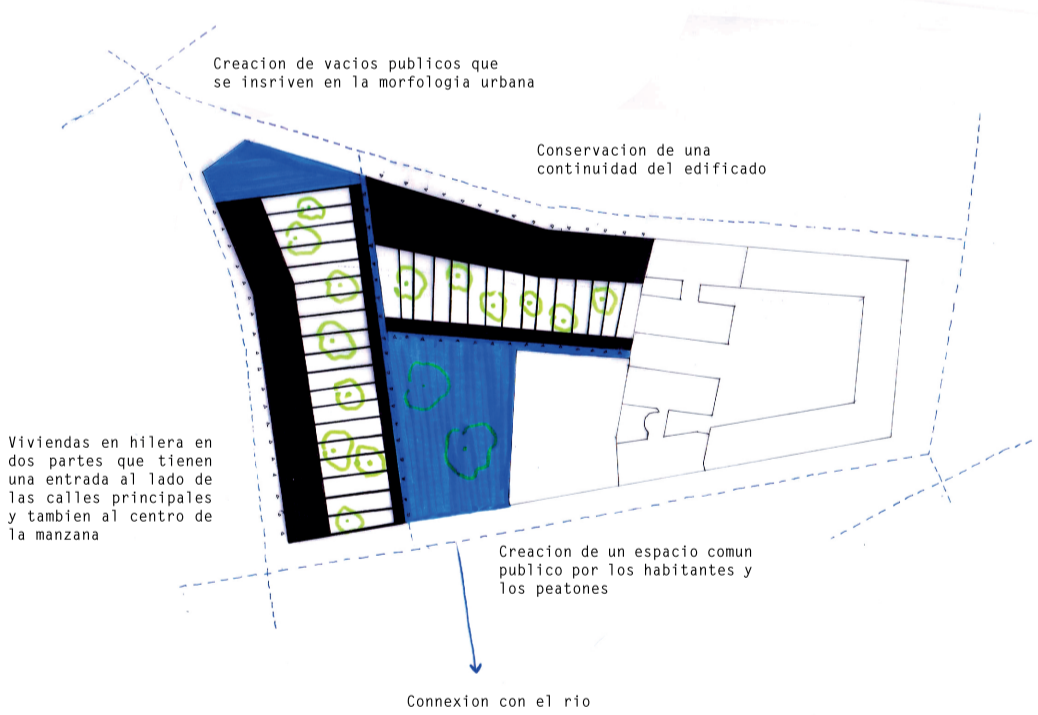 Creacion de vacios publicos que
se insriven en la morfologia urbana
Conservacion de una
continuidad del edificado
Viviendas en hilera en
dos partes que tienen
una entrada al lado de
las calles principales
y tambien al centro de
la manzana
Creacion de un espacio comun
publico por los habitantes y
los peatones
Connexion con el rio